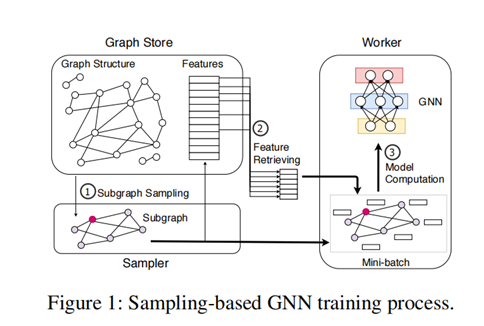 Graph Store
Worker
Graph Structure
Features
GNN
②
Feature
Retrieving
③
Model
Computation
① Subgraph Sampling
Subgraph
Sampler
Mini-batch
Figure 1: Sampling-based GNN training process.